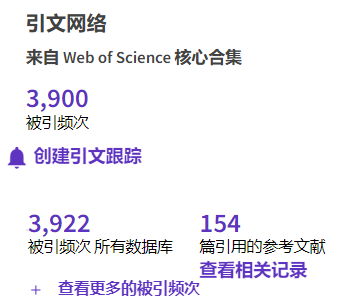 引文网络
来自 Web of Science 核心合集
3,900
被引频次
创建引文跟踪
3,922
被引频次 所有数据库
154
篇引用的参考文献
查看相关记录
+ 查看更多的被引频次